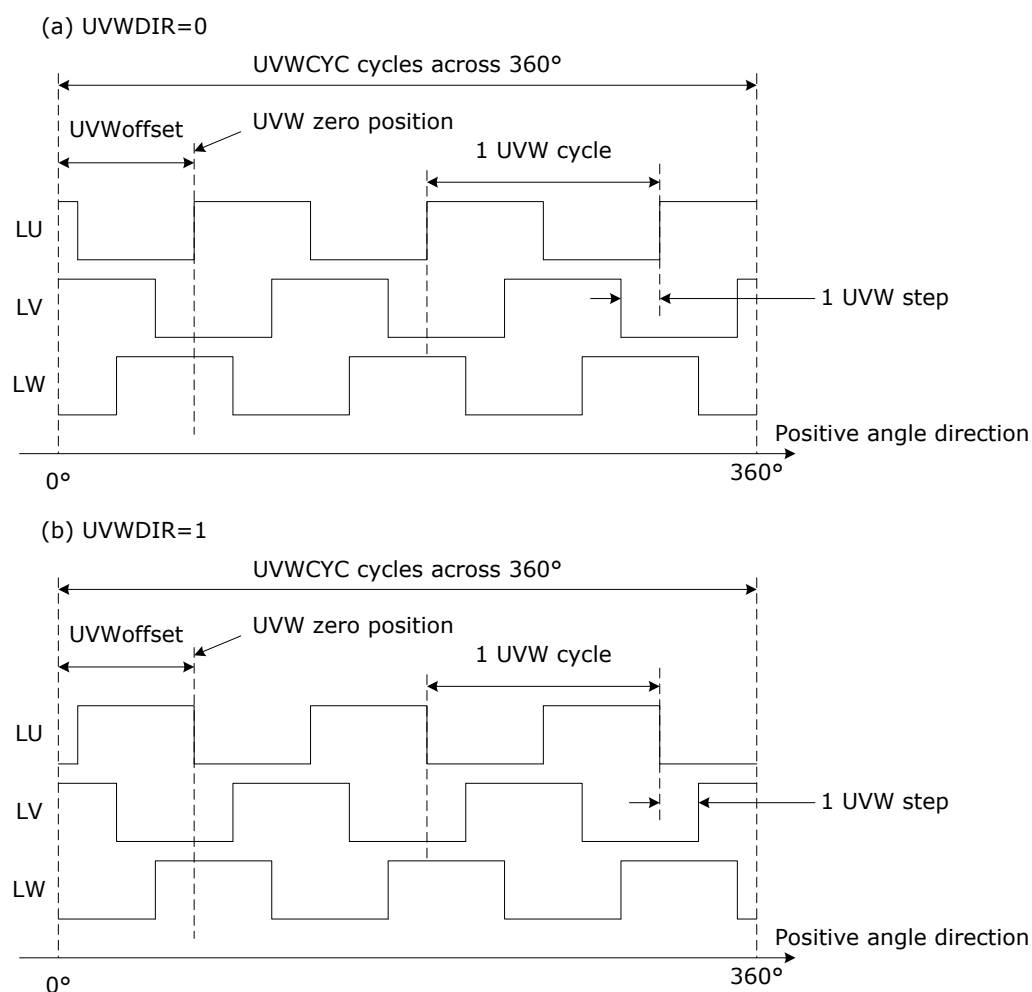 (a) UVWDIR=0
UVWCYC cycles across 360°
UVWoffset
UVW zero position
1 UVW cycle
LU
LV
1 UVW step
LW
Positive angle direction
0°
360°
(b) UVWDIR=1
UVWCYC cycles across 360°
UVWoffset
UVW zero position
1 UVW cycle
LU
LV
1 UVW step
LW
Positive angle direction
0°
360°